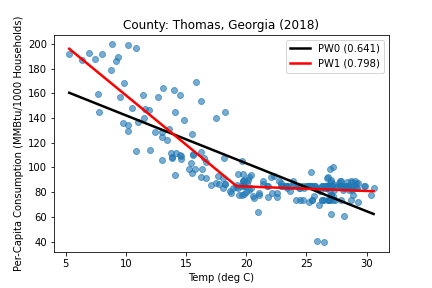 County: Thomas, Georgia (2018)
PW0 (0.641)
PW1 (0.798)
Per-Capita Consumption (MMBtu/1000 Households)
200
180
160
140
120
100
80
60
40
5 10 15 20 25 30
Temp (deg C)